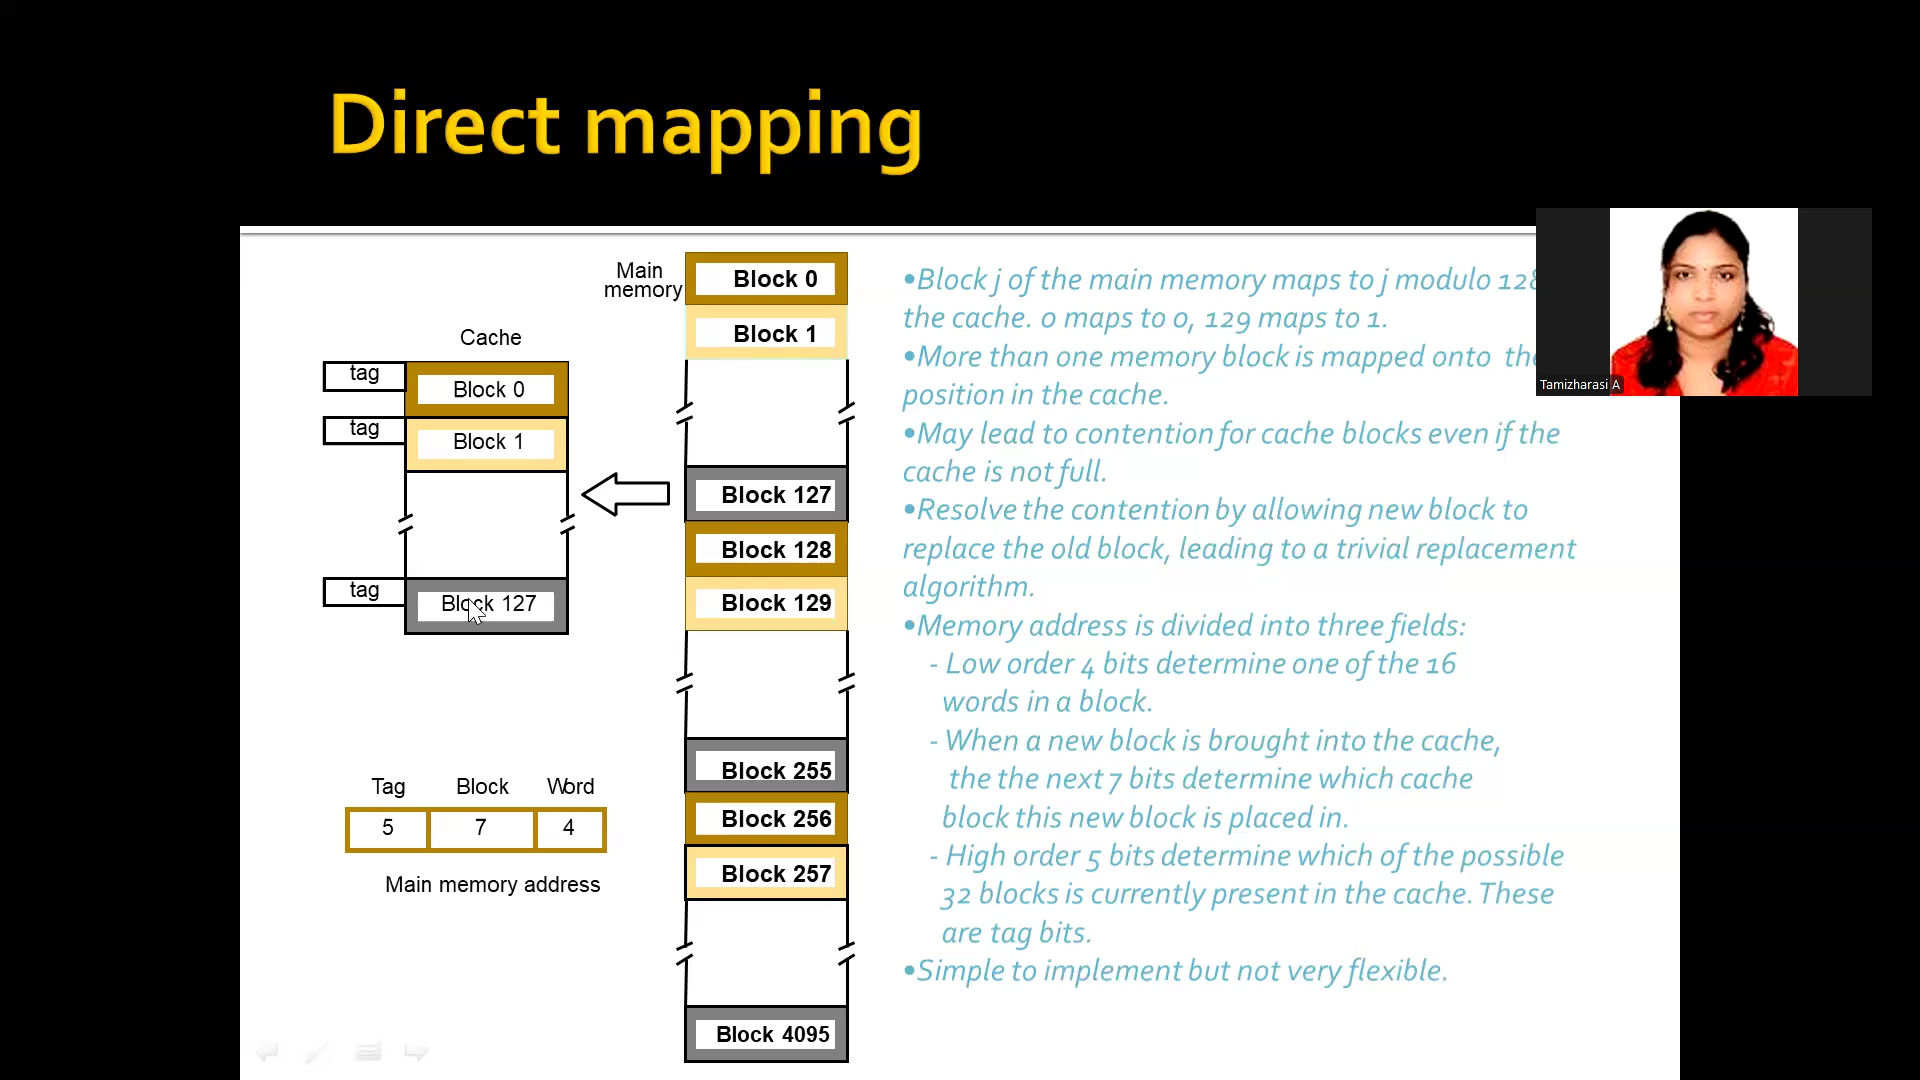 Direct mapping
Main
memory
Cache
tag
Block 0
tag
Block 1
tag
Block 127
Block 0
Block 1
Block 127
Block 128
Block 129
Block 255
Block 256
Block 257
Block 4095
Tag Block Word
5 7 4
Main memory address
•Block j of the main memory maps to j modulo 128
the cache. 0 maps to 0, 129 maps to 1.
•More than one memory block is mapped onto the
position in the cache.
•May lead to contention for cache blocks even if the
cache is not full.
•Resolve the contention by allowing new block to
replace the old block, leading to a trivial replacement
algorithm.
•Memory address is divided into three fields:
- Low order 4 bits determine one of the 16
words in a block.
- When a new block is brought into the cache,
the the next 7 bits determine which cache
block this new block is placed in.
- High order 5 bits determine which of the possible
32 blocks is currently present in the cache. These
are tag bits.
•Simple to implement but not very flexible.
Tamizharasi A